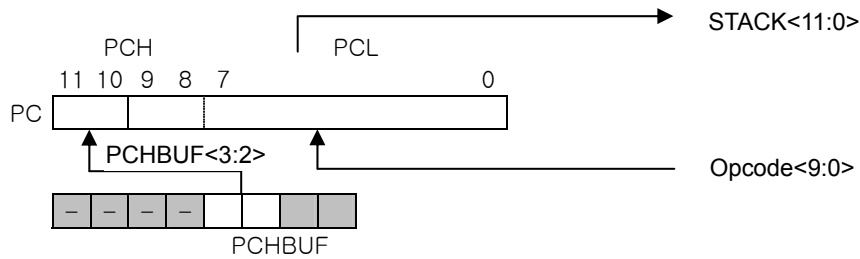 STACK<11:0>
PCH PCL
11 10 9 8 7 0
PC
PCHBUF<3:2>
Opcode<9:0>
– – – –
PCHBUF